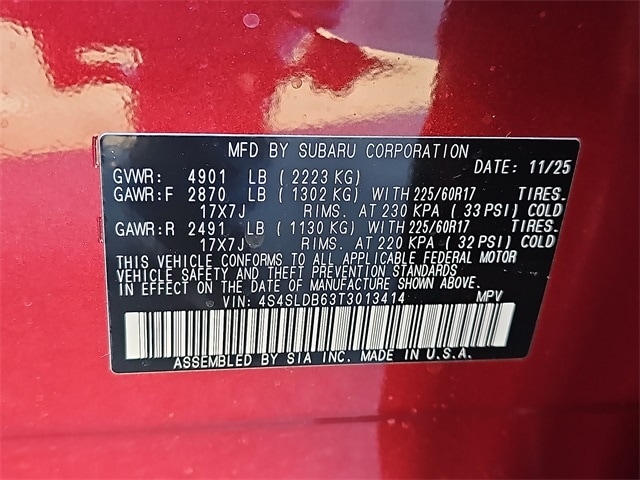 MFD BY SUBARU CORPORATION
GVWR: 4901 LB ( 2223 KG) DATE: 11/25
GAWR:F 2870 LB ( 1302 KG) WITH 225/60R17 TIRES.
17X7J RIMS. AT 230 KPA ( 33 PSI) COLD
GAWR:R 2491 LB ( 1130 KG) WITH 225/60R17 TIRES.
17X7J RIMS. AT 220 KPA ( 32 PSI) COLD
THIS VEHICLE CONFORMS TO ALL APPLICABLE FEDERAL MOTOR
VEHICLE SAFETY AND THEFT PREVENTION STANDARDS
IN EFFECT ON THE DATE OF MANUFACTURE SHOWN ABOVE.
VIN: 4S4SLDB63T3013414 MPV
ASSEMBLED BY SIA INC. MADE IN U.S.A.